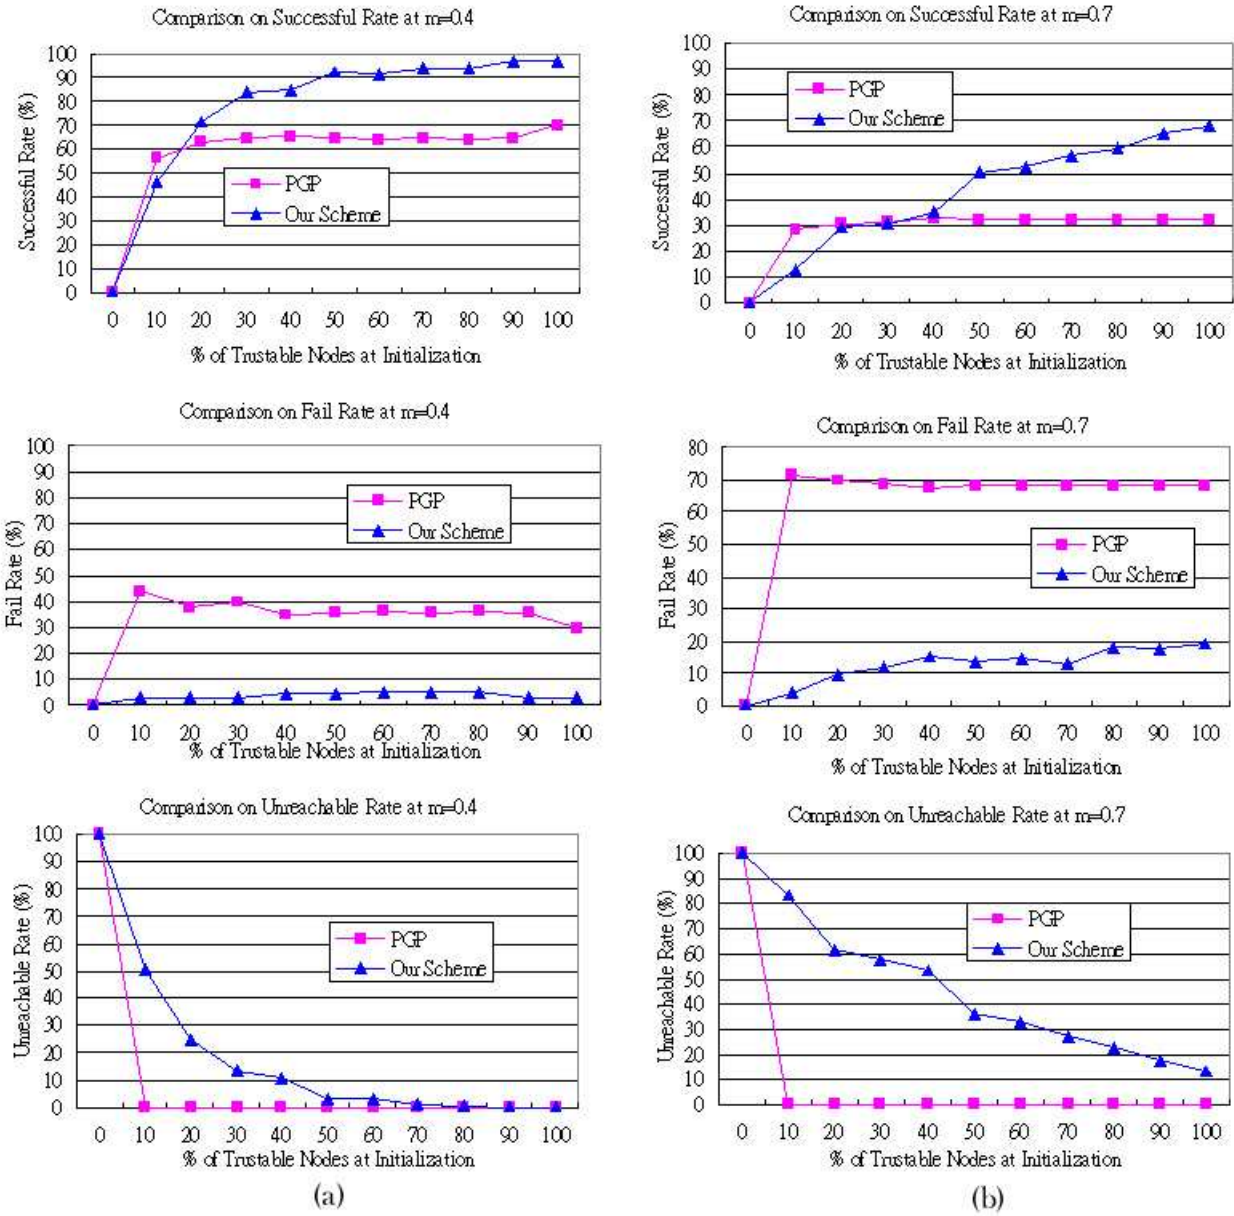 Comparison on Successful Rate at m=0.4
Successful Rate (%)
100
90
80
70
60
50
40
30
20
10
0
PGP
Our Scheme
0 10 20 30 40 50 60 70 80 90 100
% of Trustable Nodes at Initialization
Comparison on Fail Rate at m=0.4
Fail Rate (%)
100
90
80
70
60
50
40
30
20
10
0
PGP
Our Scheme
0 10 20 30 40 50 60 70 80 90 100
% of Trustable Nodes at Initialization
Comparison on Unreachable Rate at m=0.4
Unreachable Rate (%)
100
90
80
70
60
50
40
30
20
10
0
PGP
Our Scheme
0 10 20 30 40 50 60 70 80 90 100
% of Trustable Nodes at Initialization
(a)
Comparison on Successful Rate at m=0.7
Successful Rate (%)
100
90
80
70
60
50
40
30
20
10
0
PGP
Our Scheme
0 10 20 30 40 50 60 70 80 90 100
% of Trustable Nodes at Initialization
Comparison on Fail Rate at m=0.7
Fail Rate (%)
80
70
60
50
40
30
20
10
0
PGP
Our Scheme
0 10 20 30 40 50 60 70 80 90 100
% of Trustable Nodes at Initialization
Comparison on Unreachable Rate at m=0.7
Unreachable Rate (%)
100
90
80
70
60
50
40
30
20
10
0
PGP
Our Scheme
0 10 20 30 40 50 60 70 80 90 100
% of Trustable Nodes at Initialization
(b)